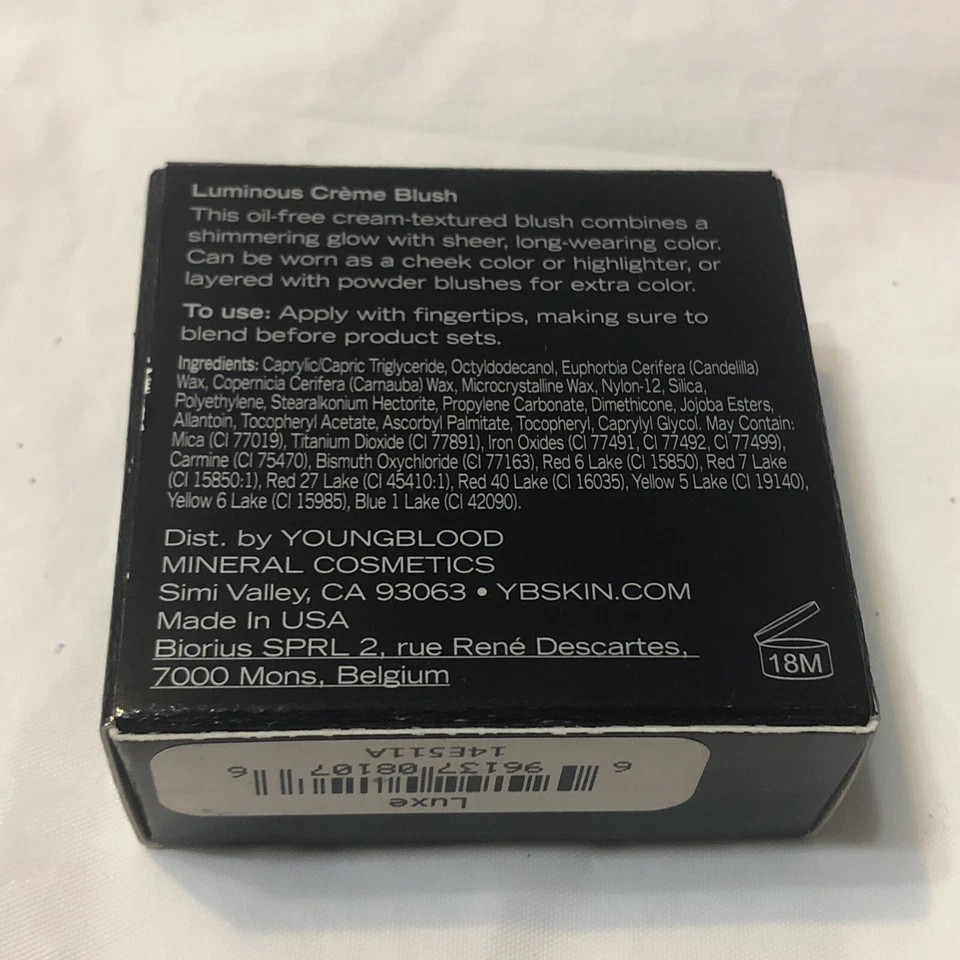 Luminous Crème Blush
This oil-free cream-textured blush combines a
shimmering glow with sheer, long-wearing color.
Can be worn as a cheek color or highlighter, or
layered with powder blushes for extra color.
To use: Apply with fingertips, making sure to
blend before product sets.
Ingredients: Caprylic/Capric Triglyceride, Octyldodecanol, Euphorbia Cerifera (Candelilla)
Wax, Copernicia Cerifera (Carnauba) Wax, Microcrystalline Wax, Nylon-12, Silica,
Polyethylene, Stearalkonium Hectorite, Propylene Carbonate, Dimethicone, Jojoba Esters,
Allantoin, Tocopheryl Acetate, Ascorbyl Palmitate, Tocopheryl, Caprylyl Glycol. May Contain:
Mica (CI 77019), Titanium Dioxide (CI 77891), Iron Oxides (CI 77491, CI 77492, CI 77499),
Carmine (CI 75470), Bismuth Oxychloride (CI 77163), Red 6 Lake (CI 15850), Red 7 Lake
(CI 15850:1), Red 27 Lake (CI 45410:1), Red 40 Lake (CI 16035), Yellow 5 Lake (CI 19140),
Yellow 6 Lake (CI 15985), Blue 1 Lake (CI 42090).
Dist. by YOUNGBLOOD
MINERAL COSMETICS
Simi Valley, CA 93063 • YBSKIN.COM
Made In USA
Biorius SPRL 2, rue René Descartes,
7000 Mons, Belgium
18M
Luxe
6 96137 08107 6
14E511A